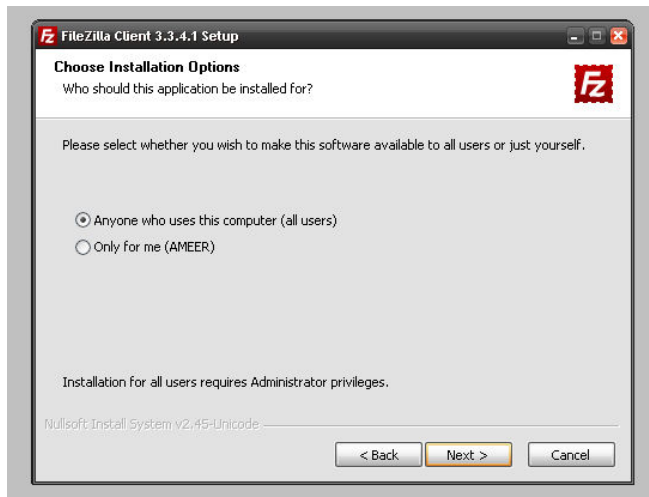 FileZilla Client 3.3.4.1 Setup
Choose Installation Options
Who should this application be installed for?
Fz
Please select whether you wish to make this software available to all users or just yourself.
Anyone who uses this computer (all users)
Only for me (AMEER)
Installation for all users requires Administrator privileges.
Nullsoft Install System v2.45-Unicode
< Back Next > Cancel